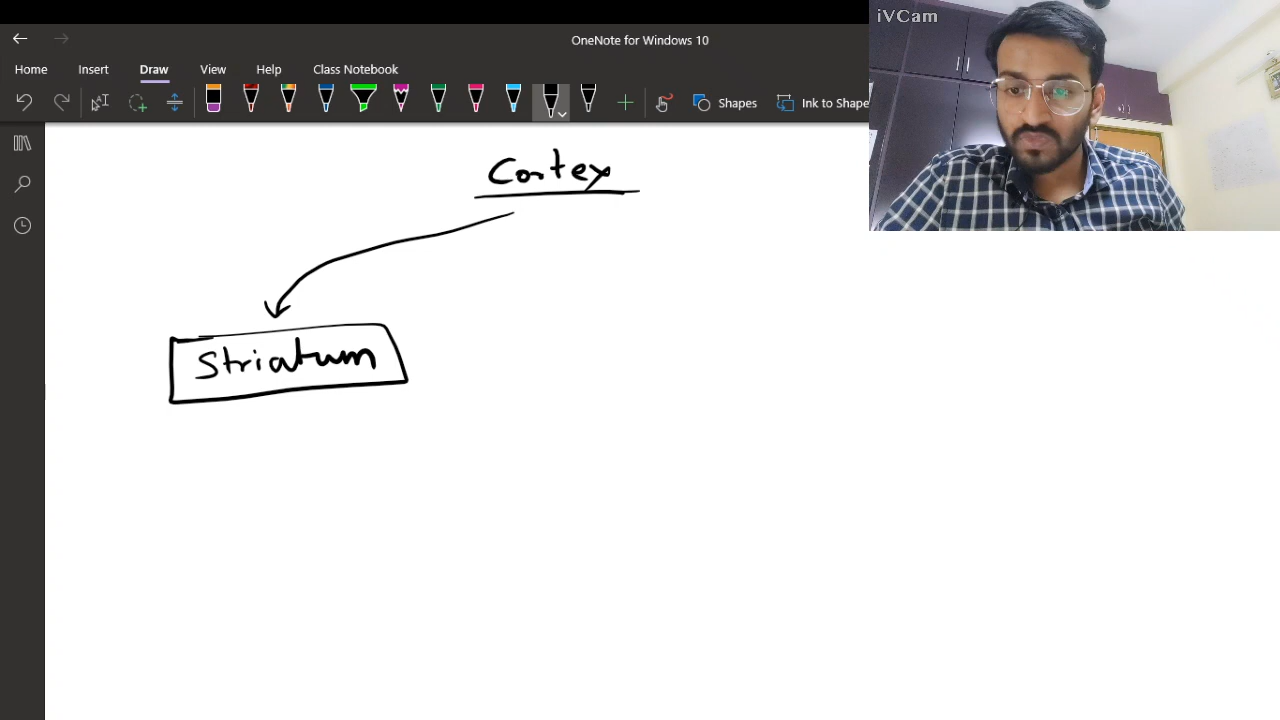 iVCam
OneNote for Windows 10
Home Insert Draw View Help Class Notebook
Shapes Ink to Shape
Cortex
Striatum